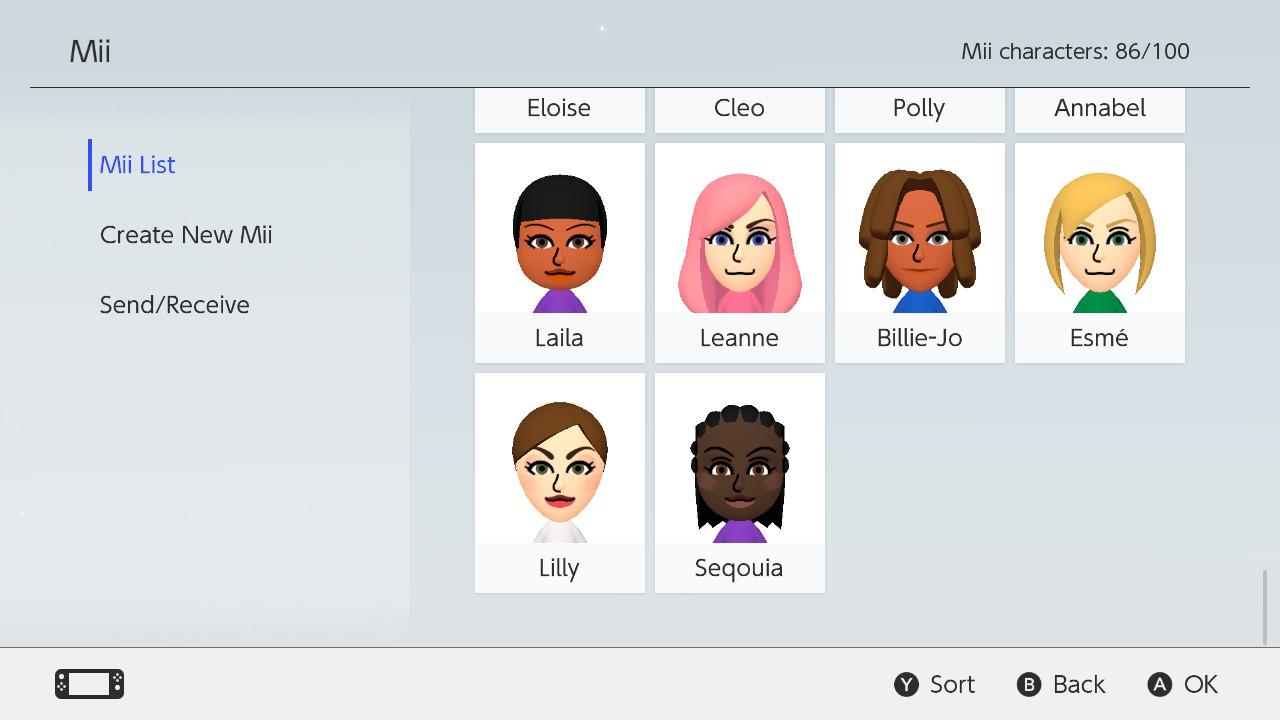 Mii
Mii characters: 86/100
Mii List
Create New Mii
Send/Receive
Eloise
Cleo
Polly
Annabel
Laila
Leanne
Billie-Jo
Esmé
Lilly
Seqouia
Y Sort
B Back
A OK